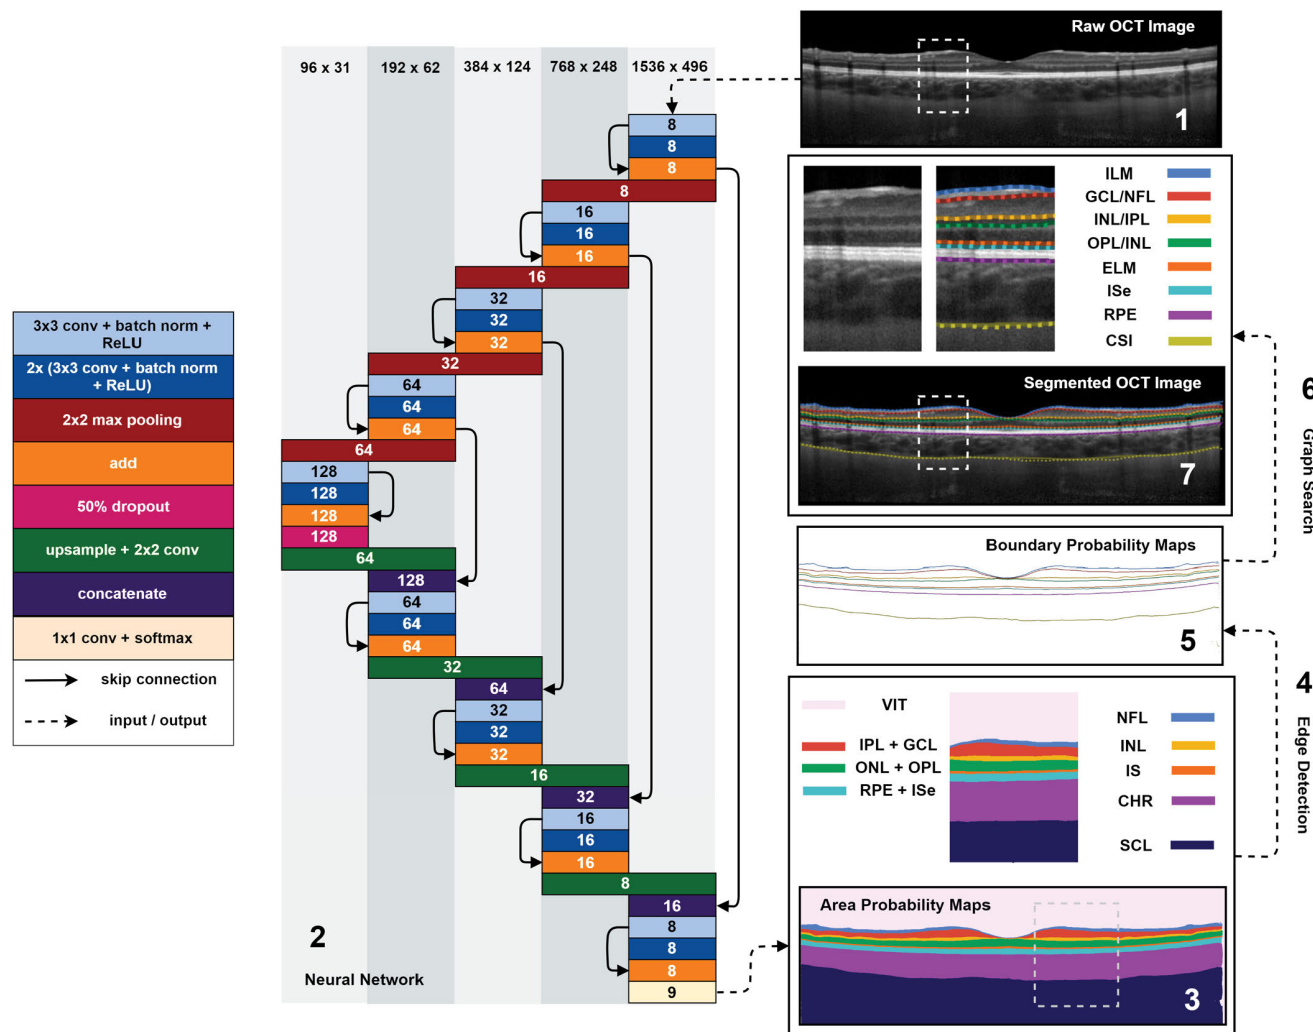 96 x 31
192 x 62
384 x 124
768 x 248
1536 x 496
8
8
8
8
16
16
16
16
32
32
32
32
64
64
64
64
128
128
128
128
64
128
64
64
64
32
64
32
32
32
16
32
16
16
16
8
16
8
8
8
9
2
Neural Network
3x3 conv + batch norm +
ReLU
2x (3x3 conv + batch norm
+ ReLU)
2x2 max pooling
add
50% dropout
upsample + 2x2 conv
concatenate
1x1 conv + softmax
skip connection
input / output
Raw OCT Image
1
ILM
GCL/NFL
INL/IPL
OPL/INL
ELM
ISe
RPE
CSI
Segmented OCT Image
7
6
Graph Search
Boundary Probability Maps
5
4
Edge Detection
VIT
IPL + GCL
ONL + OPL
RPE + ISe
NFL
INL
IS
CHR
SCL
Area Probability Maps
3